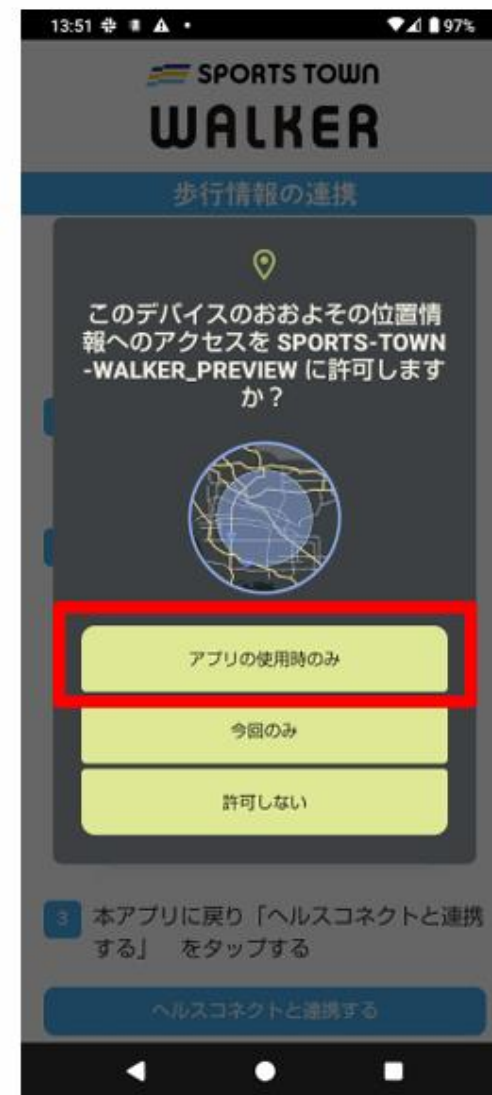 13:51
97%
SPORTS TOWN
WALKER
歩行情報の連携
このデバイスのおおよその位置情
報へのアクセスを SPORTS-TOWN
-WALKER_PREVIEW に許可します
か？
アプリの使用時のみ
今回のみ
許可しない
3 本アプリに戻り「ヘルスコネクトと連携
する」 をタップする
ヘルスコネクトと連携する